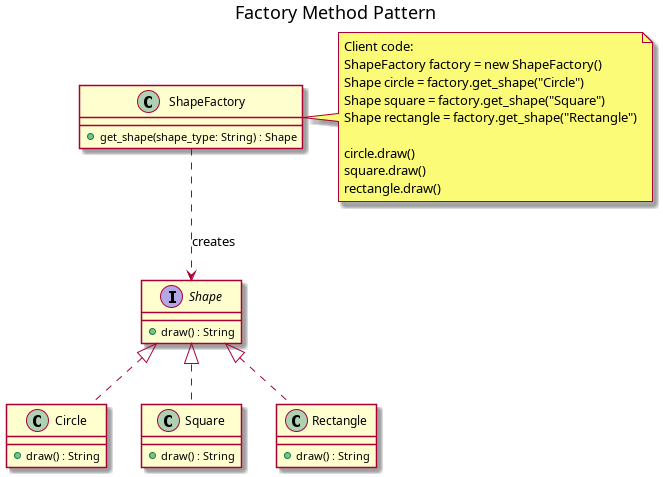 Factory Method Pattern
Client code:
ShapeFactory factory = new ShapeFactory()
Shape circle = factory.get_shape("Circle")
Shape square = factory.get_shape("Square")
Shape rectangle = factory.get_shape("Rectangle")
circle.draw()
square.draw()
rectangle.draw()
C ShapeFactory
get_shape(shape_type: String) : Shape
creates
I Shape
draw() : String
C Circle
draw() : String
C Square
draw() : String
C Rectangle
draw() : String